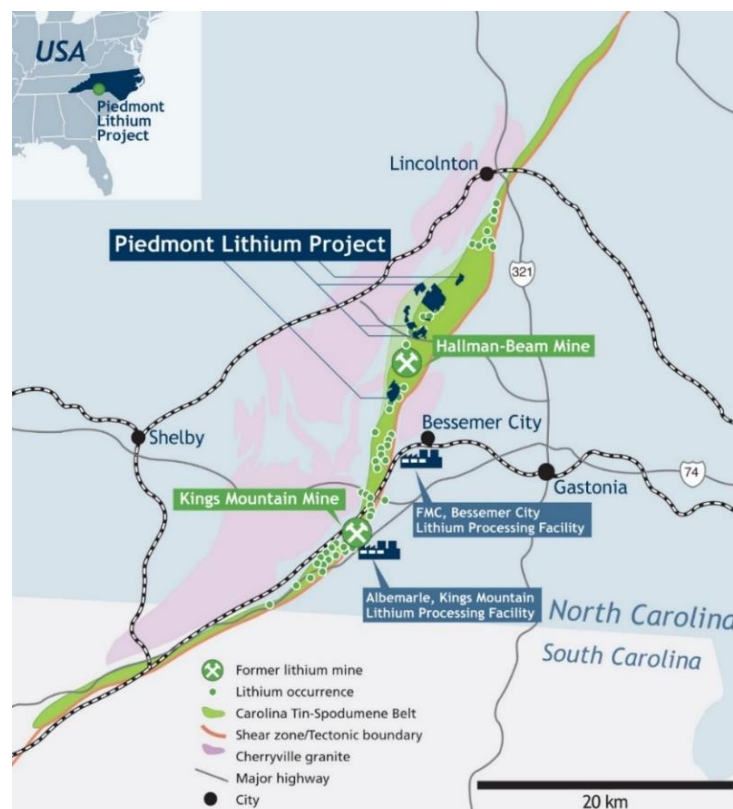 USA
Piedmont
Lithium
Project
Lincolnton
Piedmont Lithium Project
321
Hallman-Beam Mine
Bessemer City
Shelby
74
Gastonia
Kings Mountain Mine
FMC, Bessemer City
Lithium Processing Facility
Albemarle, Kings Mountain
Lithium Processing Facility
North Carolina
South Carolina
Former lithium mine
Lithium occurrence
Carolina Tin-Spodumene Belt
Shear zone/Tectonic boundary
Cherryville granite
Major highway
City
20 km